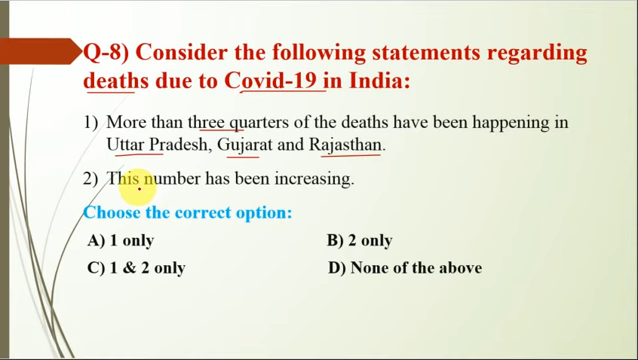 Q-8) Consider the following statements regarding
deaths due to Covid-19 in India:
1) More than three quarters of the deaths have been happening in
Uttar Pradesh, Gujarat and Rajasthan.
2) This number has been increasing.
Choose the correct option:
A) 1 only B) 2 only
C) 1 & 2 only D) None of the above